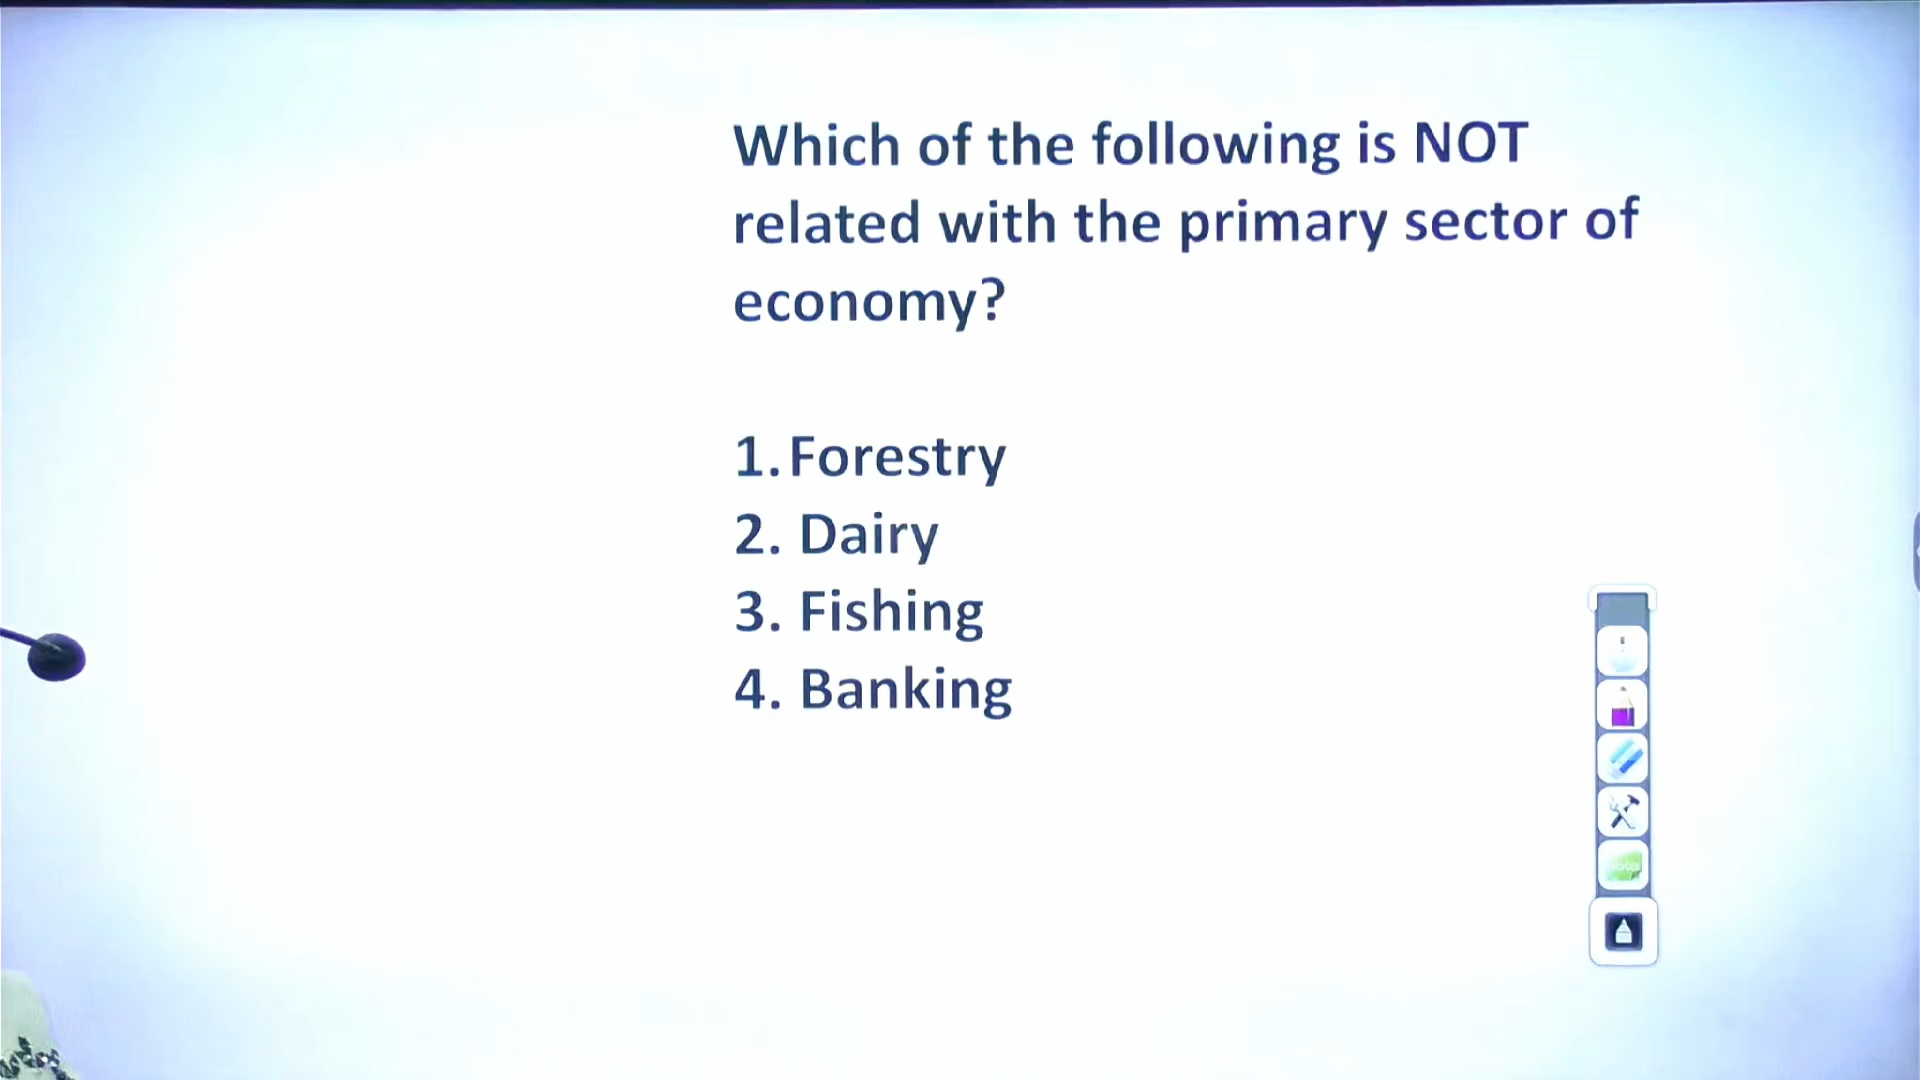 Which of the following is NOT
related with the primary sector of
economy?
1. Forestry
2. Dairy
3. Fishing
4. Banking